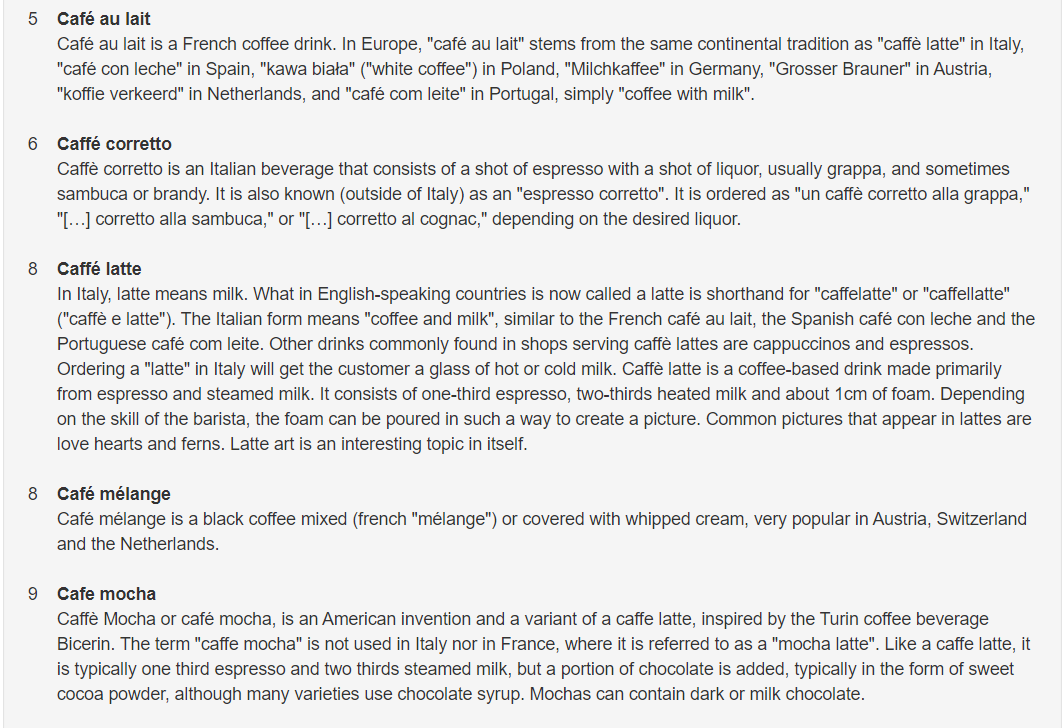 5 Café au lait
Café au lait is a French coffee drink. In Europe, "café au lait" stems from the same continental tradition as "caffè latte" in Italy,
"café con leche" in Spain, "kawa biała" ("white coffee") in Poland, "Milchkaffee" in Germany, "Grosser Brauner" in Austria,
"koffie verkeerd" in Netherlands, and "café com leite" in Portugal, simply "coffee with milk".
6 Caffé corretto
Caffè corretto is an Italian beverage that consists of a shot of espresso with a shot of liquor, usually grappa, and sometimes
sambuca or brandy. It is also known (outside of Italy) as an "espresso corretto". It is ordered as "un caffè corretto alla grappa,"
"[…] corretto alla sambuca," or "[…] corretto al cognac," depending on the desired liquor.
8 Caffé latte
In Italy, latte means milk. What in English-speaking countries is now called a latte is shorthand for "caffelatte" or "caffellatte"
("caffè e latte"). The Italian form means "coffee and milk", similar to the French café au lait, the Spanish café con leche and the
Portuguese café com leite. Other drinks commonly found in shops serving caffè lattes are cappuccinos and espressos.
Ordering a "latte" in Italy will get the customer a glass of hot or cold milk. Caffè latte is a coffee-based drink made primarily
from espresso and steamed milk. It consists of one-third espresso, two-thirds heated milk and about 1cm of foam. Depending
on the skill of the barista, the foam can be poured in such a way to create a picture. Common pictures that appear in lattes are
love hearts and ferns. Latte art is an interesting topic in itself.
8 Café mélange
Café mélange is a black coffee mixed (french "mélange") or covered with whipped cream, very popular in Austria, Switzerland
and the Netherlands.
9 Cafe mocha
Caffè Mocha or café mocha, is an American invention and a variant of a caffe latte, inspired by the Turin coffee beverage
Bicerin. The term "caffe mocha" is not used in Italy nor in France, where it is referred to as a "mocha latte". Like a caffe latte, it
is typically one third espresso and two thirds steamed milk, but a portion of chocolate is added, typically in the form of sweet
cocoa powder, although many varieties use chocolate syrup. Mochas can contain dark or milk chocolate.